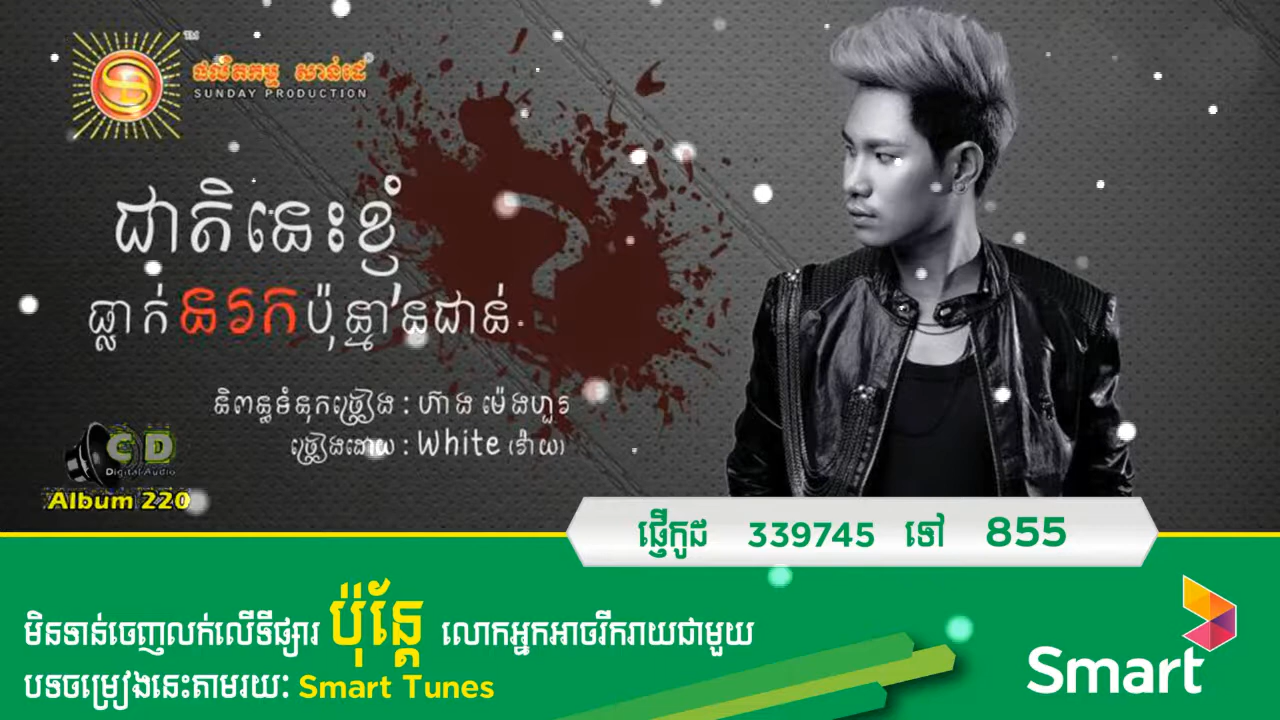 ផលិតកម្ម សាន់ដេ
SUNDAY PRODUCTION
ជាតិនេះខ្ញុំ
ធ្លាក់នរកប៉ុន្មានជាន់
និពន្ធទំនុកច្រៀង : ហ៊ាង ម៉េងហួរ
ច្រៀងដោយ : White (នាយ)
CD
Digital Audio
Album 220
ផ្ញើកូដ 339745 ទៅ 855
មិនទាន់ចេញលក់លើទីផ្សារ ប៉ុន្តែ លោកអ្នកអាចរីករាយជាមួយ
បទចម្រៀងនេះតាមរយៈ Smart Tunes
Smart